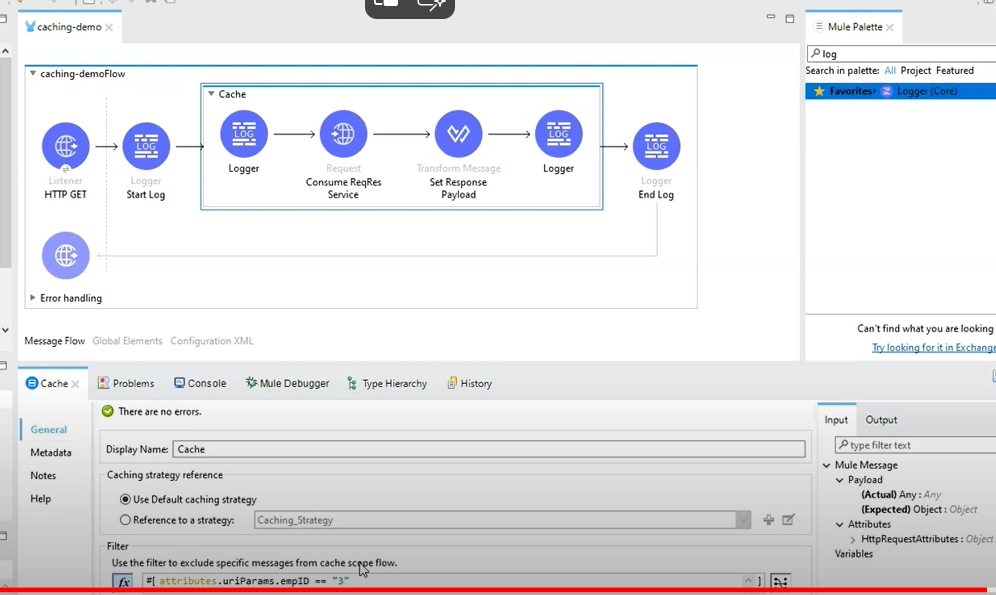 caching-demo
Mule Palette
log
Search in palette: All Project Featured
Favorites Logger (Core)
caching-demoFlow
Cache
LOG
LOG
LOG
LOG
Logger
Request
Consume ReqRes
Service
Transform Message
Set Response
Payload
Logger
Listener
HTTP GET
Logger
Start Log
Logger
End Log
Error handling
Can't find what you are looking
Try looking for it in Exchange
Message Flow Global Elements Configuration XML
Cache Problems Console Mule Debugger Type Hierarchy History
There are no errors.
General
Metadata
Notes
Help
Display Name: Cache
Caching strategy reference
Use Default caching strategy
Reference to a strategy: Caching_Strategy
Filter
Use the filter to exclude specific messages from cache scope flow.
fx #[ attributes.uriParams.empID == "3" ]
Input Output
type filter text
Mule Message
Payload
(Actual) Any : Any
(Expected) Object : Object
Attributes
HttpRequestAttributes : Object
Variables